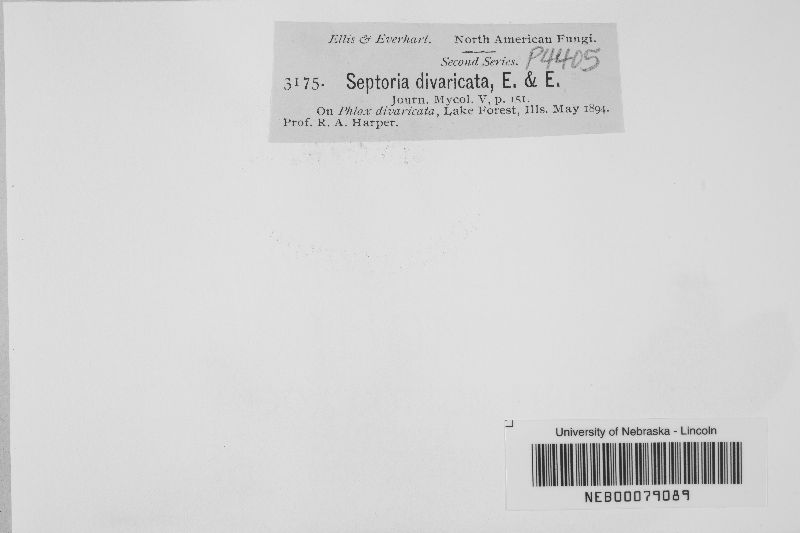 Ellis & Everhart. North American Fungi.
Second Series. P4405
3175. Septoria divaricata, E. & E.
Journ. Mycol. V, p. 151.
On Phlox divaricata, Lake Forest, Ills. May 1894.
Prof. R. A. Harper.
University of Nebraska - Lincoln
NEB00079089